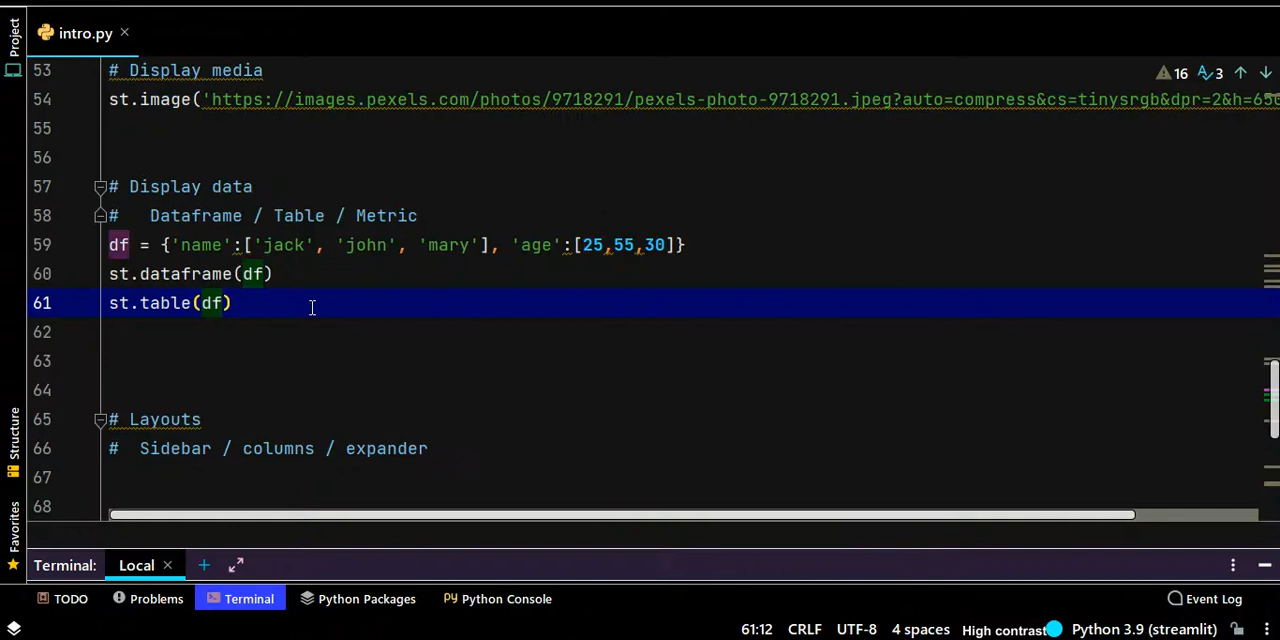 Project
intro.py ×
53 # Display media
16 3
54 st.image('https://images.pexels.com/photos/9718291/pexels-photo-9718291.jpeg?auto=compress&cs=tinysrgb&dpr=2&h=650
55
56
57 # Display data
58 #   Dataframe / Table / Metric
59 df = {'name':['jack', 'john', 'mary'], 'age':[25,55,30]}
60 st.dataframe(df)
61 st.table(df)
62
63
64
65 # Layouts
66 #  Sidebar / columns / expander
67
68
Structure
Favorites
Terminal: Local × +
TODO Problems Terminal Python Packages Python Console Event Log
61:12 CRLF UTF-8 4 spaces High contrast Python 3.9 (streamlit)